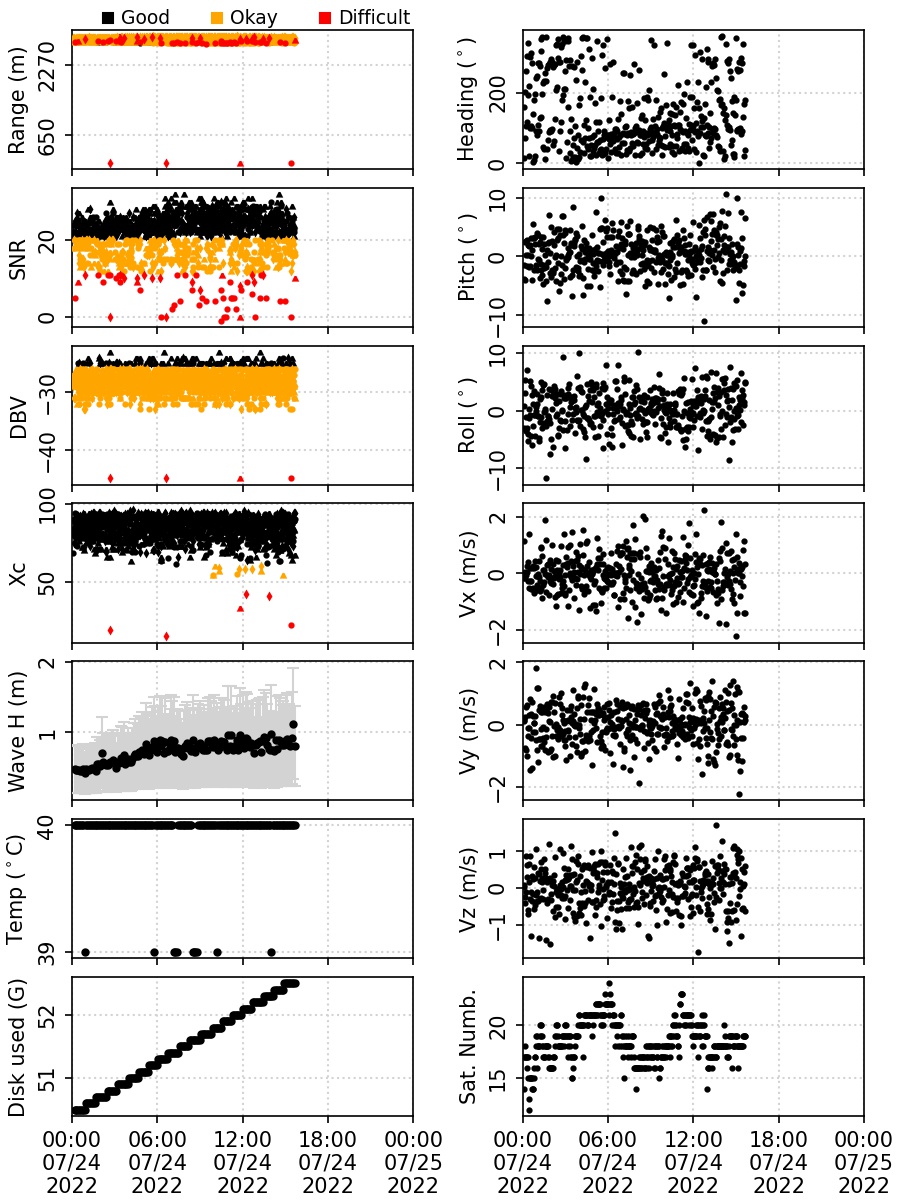 Good Okay Difficult
Range (m)
2270
650
Heading (°)
200
0
SNR
20
0
Pitch (°)
10
0
−10
DBV
−30
−40
Roll (°)
10
0
−10
Xc
100
50
Vx (m/s)
2
0
−2
Wave H (m)
2
1
Vy (m/s)
2
0
−2
Temp (°C)
40
39
Vz (m/s)
1
0
−1
Disk used (G)
52
51
Sat. Numb.
20
15
00:00 06:00 12:00 18:00 00:00 00:00 06:00 12:00 18:00 00:00
07/24 07/24 07/24 07/24 07/25 07/24 07/24 07/24 07/24 07/25
2022 2022 2022 2022 2022 2022 2022 2022 2022 2022